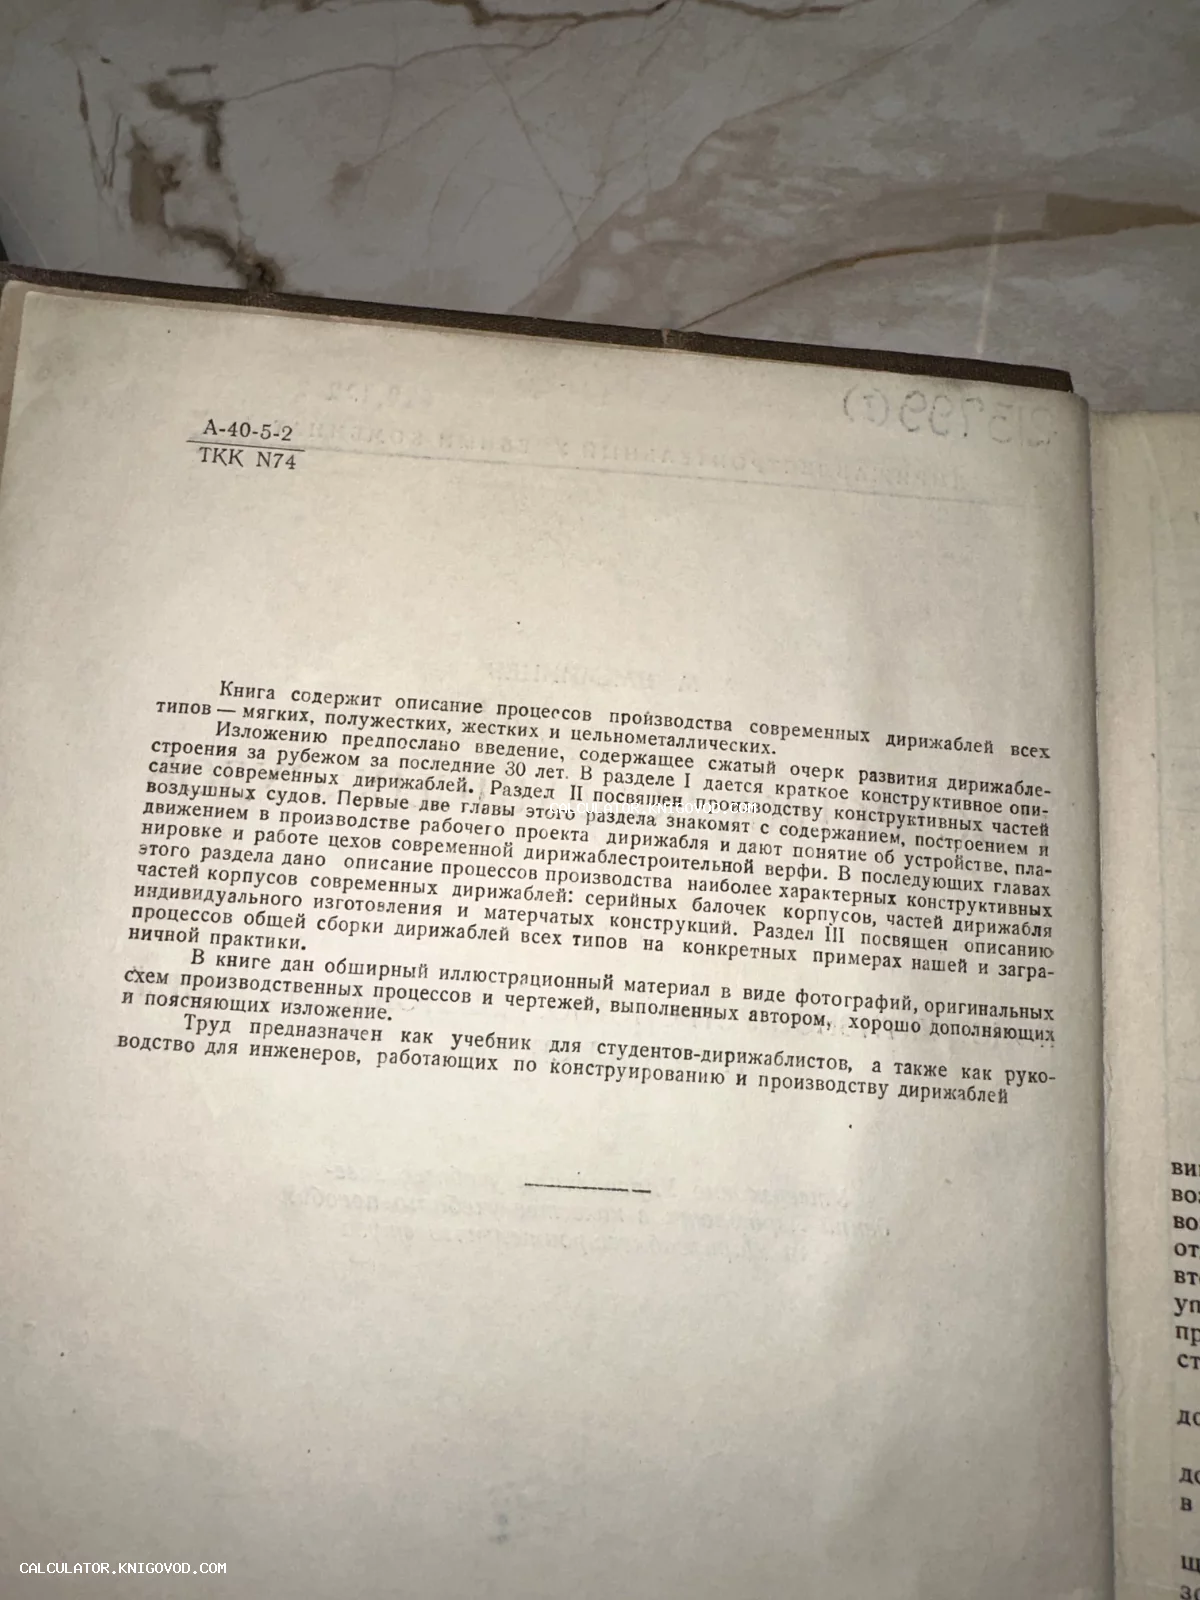 А-40-5-2
ТКК N74
Книга содержит описание процессов производства современных дирижаблей всех
типов — мягких, полужестких, жестких и цельнометаллических.
Изложению предпослано введение, содержащее сжатый очерк развития дирижабле-
строения за рубежом за последние 30 лет. В разделе I дается краткое конструктивное опи-
сание современных дирижаблей. Раздел II посвящен производству конструктивных частей
воздушных судов. Первые две главы этого раздела знакомят с содержанием, построением и
движением в производстве рабочего проекта дирижабля и дают понятие об устройстве, пла-
нировке и работе цехов современной дирижаблестроительной верфи. В последующих главах
этого раздела дано описание процессов производства наиболее характерных конструктивных
частей корпусов современных дирижаблей: серийных балочек корпусов, частей дирижабля
индивидуального изготовления и матерчатых конструкций. Раздел III посвящен описанию
процессов общей сборки дирижаблей всех типов на конкретных примерах нашей и загра-
ничной практики.
В книге дан обширный иллюстрационный материал в виде фотографий, оригинальных
схем производственных процессов и чертежей, выполненных автором, хорошо дополняющих
и поясняющих изложение.
Труд предназначен как учебник для студентов-дирижаблистов, а также как руко-
водство для инженеров, работающих по конструированию и производству дирижаблей
CALCULATOR.KNIGOVOD.COM
CALCULATOR.KNIGOVOD.COM